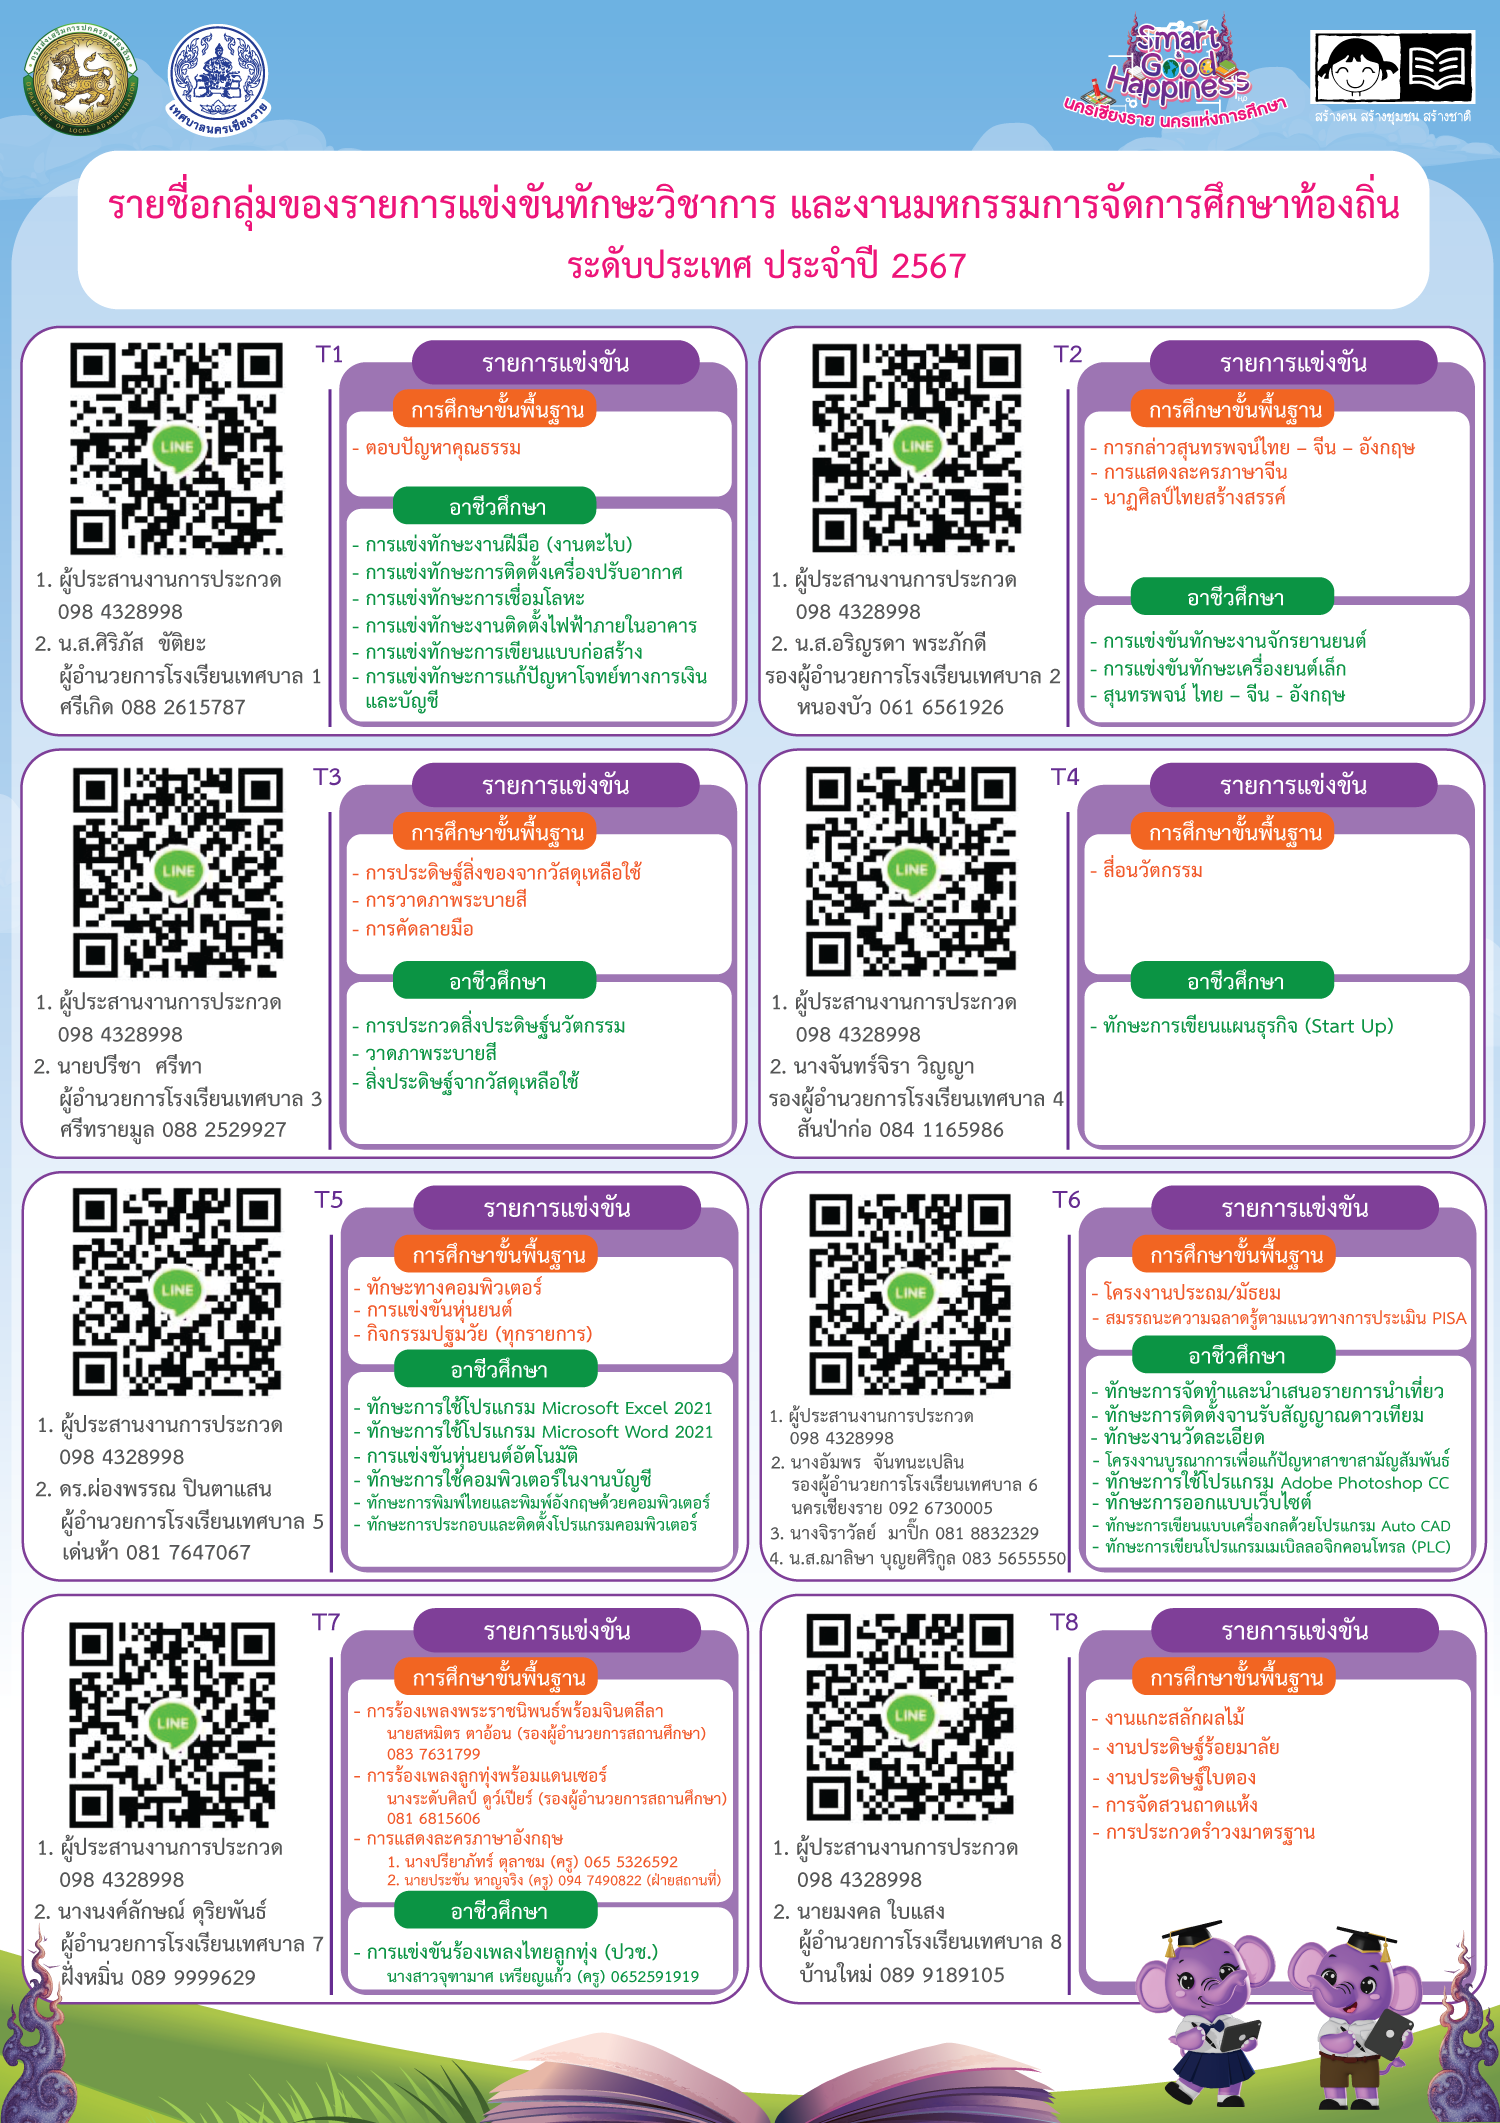 กรมส่งเสริมการปกครองท้องถิ่น
DEPARTMENT OF LOCAL ADMINISTRATION
เทศบาลนครเชียงราย
Smart
Good
Happiness
นครเชียงราย นครแห่งการศึกษา
สร้างคน สร้างชุมชน สร้างชาติ
รายชื่อกลุ่มของรายการแข่งขันทักษะวิชาการ และงานมหกรรมการจัดการศึกษาท้องถิ่น
ระดับประเทศ ประจำปี 2567
LINE
1. ผู้ประสานงานการประกวด
098 4328998
2. น.ส.ศิริภัส ขัติยะ
ผู้อำนวยการโรงเรียนเทศบาล 1
ศรีเกิด 088 2615787
T1
รายการแข่งขัน
การศึกษาขั้นพื้นฐาน
- ตอบปัญหาคุณธรรม
อาชีวศึกษา
- การแข่งทักษะงานฝีมือ (งานตะไบ)
- การแข่งทักษะการติดตั้งเครื่องปรับอากาศ
- การแข่งทักษะการเชื่อมโลหะ
- การแข่งทักษะงานติดตั้งไฟฟ้าภายในอาคาร
- การแข่งทักษะการเขียนแบบก่อสร้าง
- การแข่งทักษะการแก้ปัญหาโจทย์ทางการเงิน
และบัญชี
LINE
1. ผู้ประสานงานการประกวด
098 4328998
2. น.ส.อริญรดา พระภักดี
รองผู้อำนวยการโรงเรียนเทศบาล 2
หนองบัว 061 6561926
T2
รายการแข่งขัน
การศึกษาขั้นพื้นฐาน
- การกล่าวสุนทรพจน์ไทย – จีน – อังกฤษ
- การแสดงละครภาษาจีน
- นาฏศิลป์ไทยสร้างสรรค์
อาชีวศึกษา
- การแข่งขันทักษะงานจักรยานยนต์
- การแข่งขันทักษะเครื่องยนต์เล็ก
- สุนทรพจน์ ไทย – จีน - อังกฤษ
LINE
1. ผู้ประสานงานการประกวด
098 4328998
2. นายปรีชา ศรีทา
ผู้อำนวยการโรงเรียนเทศบาล 3
ศรีทรายมูล 088 2529927
T3
รายการแข่งขัน
การศึกษาขั้นพื้นฐาน
- การประดิษฐ์สิ่งของจากวัสดุเหลือใช้
- การวาดภาพระบายสี
- การคัดลายมือ
อาชีวศึกษา
- การประกวดสิ่งประดิษฐ์นวัตกรรม
- วาดภาพระบายสี
- สิ่งประดิษฐ์จากวัสดุเหลือใช้
LINE
1. ผู้ประสานงานการประกวด
098 4328998
2. นางจันทร์จิรา วิญญา
รองผู้อำนวยการโรงเรียนเทศบาล 4
สันป่าก่อ 084 1165986
T4
รายการแข่งขัน
การศึกษาขั้นพื้นฐาน
- สื่อนวัตกรรม
อาชีวศึกษา
- ทักษะการเขียนแผนธุรกิจ (Start Up)
LINE
1. ผู้ประสานงานการประกวด
098 4328998
2. ดร.ผ่องพรรณ ปินตาแสน
ผู้อำนวยการโรงเรียนเทศบาล 5
เด่นห้า 081 7647067
T5
รายการแข่งขัน
การศึกษาขั้นพื้นฐาน
- ทักษะทางคอมพิวเตอร์
- การแข่งขันหุ่นยนต์
- กิจกรรมปฐมวัย (ทุกรายการ)
อาชีวศึกษา
- ทักษะการใช้โปรแกรม Microsoft Excel 2021
- ทักษะการใช้โปรแกรม Microsoft Word 2021
- การแข่งขันหุ่นยนต์อัตโนมัติ
- ทักษะการใช้คอมพิวเตอร์ในงานบัญชี
- ทักษะการพิมพ์ไทยและพิมพ์อังกฤษด้วยคอมพิวเตอร์
- ทักษะการประกอบและติดตั้งโปรแกรมคอมพิวเตอร์
LINE
1. ผู้ประสานงานการประกวด
098 4328998
2. นางอัมพร จันทนะเปลิน
รองผู้อำนวยการโรงเรียนเทศบาล 6
นครเชียงราย 092 6730005
3. นางจิราวัลย์ มาปิ๊ก 081 8832329
4. น.ส.ฌาลิษา บุญยศิริกูล 083 5655550
T6
รายการแข่งขัน
การศึกษาขั้นพื้นฐาน
- โครงงานประถม/มัธยม
- สมรรถนะความฉลาดรู้ตามแนวทางการประเมิน PISA
อาชีวศึกษา
- ทักษะการจัดทำและนำเสนอรายการนำเที่ยว
- ทักษะการติดตั้งจานรับสัญญาณดาวเทียม
- ทักษะงานวัดละเอียด
- โครงงานบูรณาการเพื่อแก้ปัญหาสาขาสามัญสัมพันธ์
- ทักษะการใช้โปรแกรม Adobe Photoshop CC
- ทักษะการออกแบบเว็บไซต์
- ทักษะการเขียนแบบเครื่องกลด้วยโปรแกรม Auto CAD
- ทักษะการเขียนโปรแกรมเมเบิลลอจิกคอนโทรล (PLC)
LINE
1. ผู้ประสานงานการประกวด
098 4328998
2. นางนงค์ลักษณ์ ดุริยพันธ์
ผู้อำนวยการโรงเรียนเทศบาล 7
ฝั่งหมิ่น 089 9999629
T7
รายการแข่งขัน
การศึกษาขั้นพื้นฐาน
- การร้องเพลงพระราชนิพนธ์พร้อมจินตลีลา
นายสหมิตร ตาอ้อน (รองผู้อำนวยการสถานศึกษา)
083 7631799
- การร้องเพลงลูกทุ่งพร้อมแดนเซอร์
นางระดับศิลป์ ดูว์เปียร์ (รองผู้อำนวยการสถานศึกษา)
081 6815606
- การแสดงละครภาษาอังกฤษ
1. นางปรียาภัทร์ ตุลาชม (ครู) 065 5326592
2. นายประชัน หาญจริง (ครู) 094 7490822 (ฝ่ายสถานที่)
อาชีวศึกษา
- การแข่งขันร้องเพลงไทยลูกทุ่ง (ปวช.)
นางสาวจุฑามาศ เหรียญแก้ว (ครู) 0652591919
LINE
1. ผู้ประสานงานการประกวด
098 4328998
2. นายมงคล ใบแสง
ผู้อำนวยการโรงเรียนเทศบาล 8
บ้านใหม่ 089 9189105
T8
รายการแข่งขัน
การศึกษาขั้นพื้นฐาน
- งานแกะสลักผลไม้
- งานประดิษฐ์ร้อยมาลัย
- งานประดิษฐ์ใบตอง
- การจัดสวนถาดแห้ง
- การประกวดรำวงมาตรฐาน